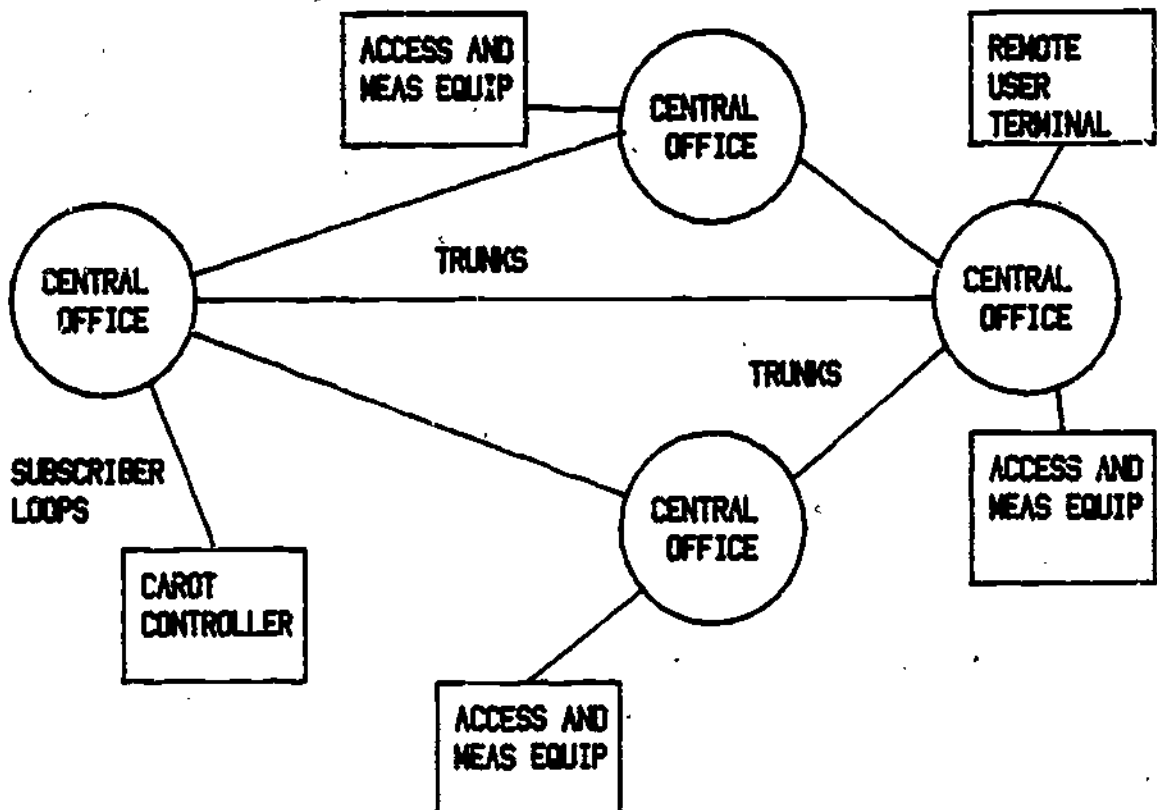 ACCESS AND
MEAS EQUIP
CENTRAL
OFFICE
REMOTE
USER
TERMINAL
CENTRAL
OFFICE
TRUNKS
CENTRAL
OFFICE
TRUNKS
SUBSCRIBER
LOOPS
CAROT
CONTROLLER
CENTRAL
OFFICE
ACCESS AND
MEAS EQUIP
ACCESS AND
MEAS EQUIP